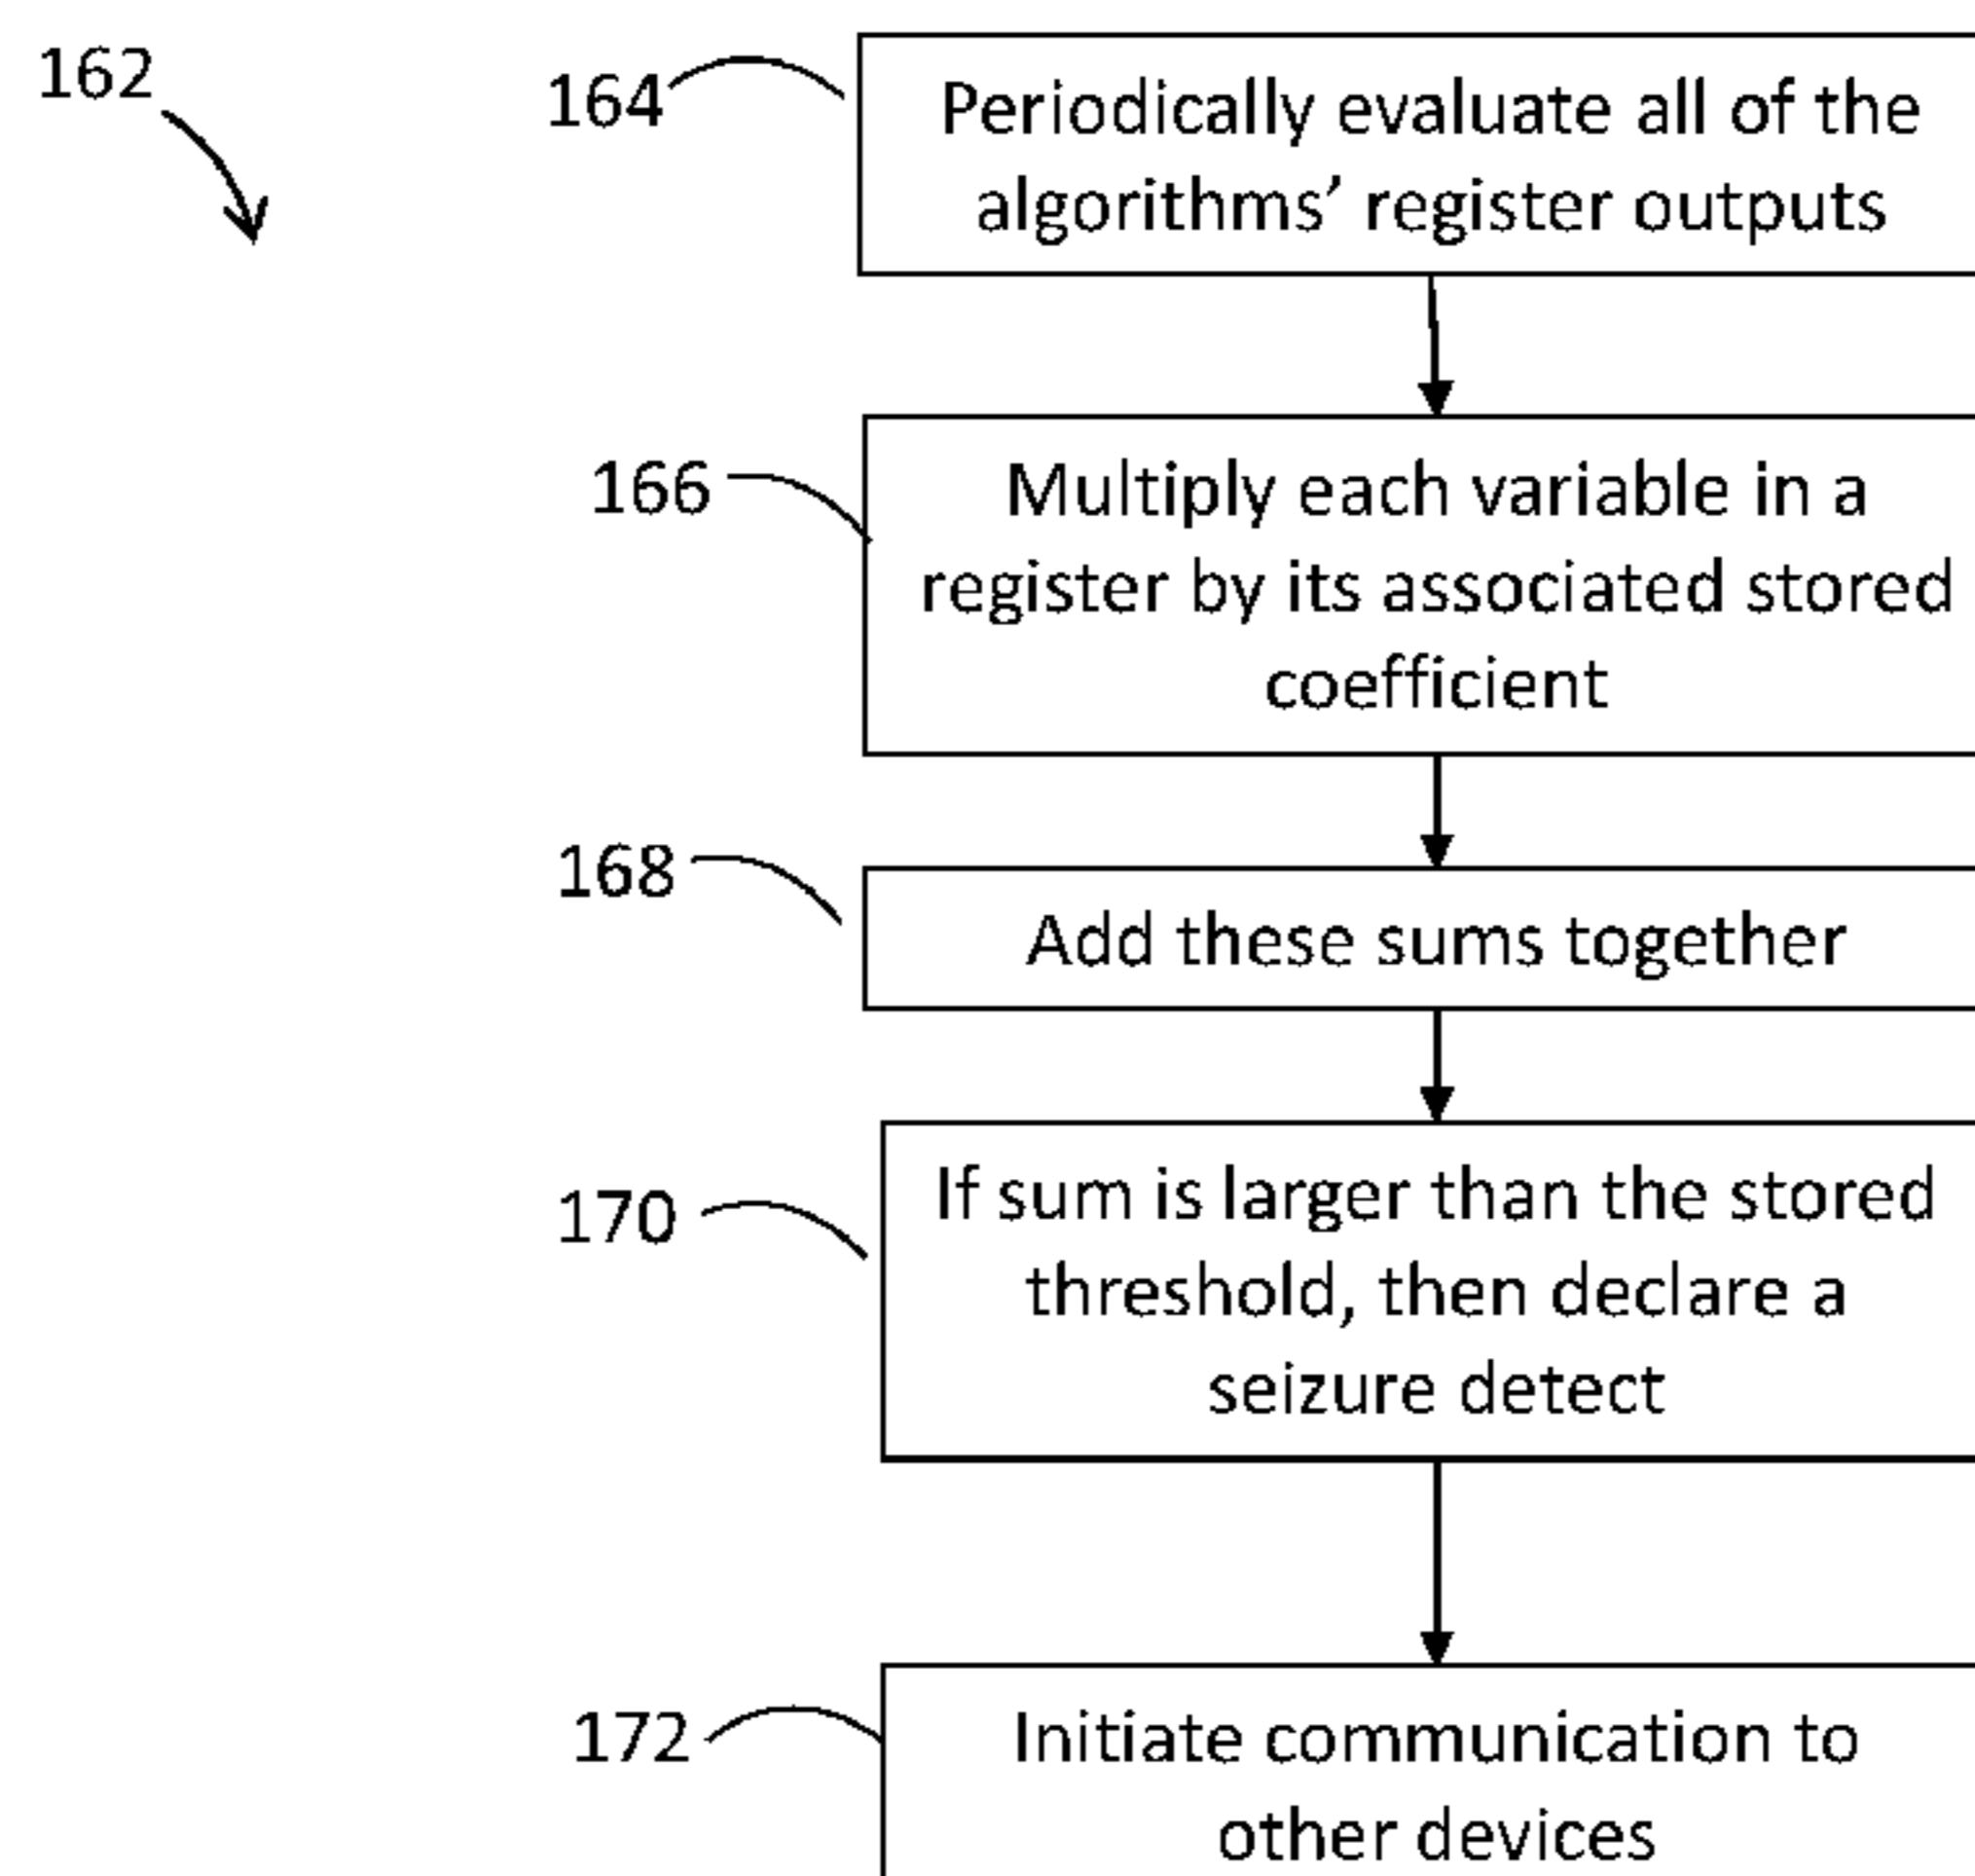 162
164
Periodically evaluate all of the
algorithms’ register outputs
166
Multiply each variable in a
register by its associated stored
coefficient
168
Add these sums together
170
If sum is larger than the stored
threshold, then declare a
seizure detect
172
Initiate communication to
other devices